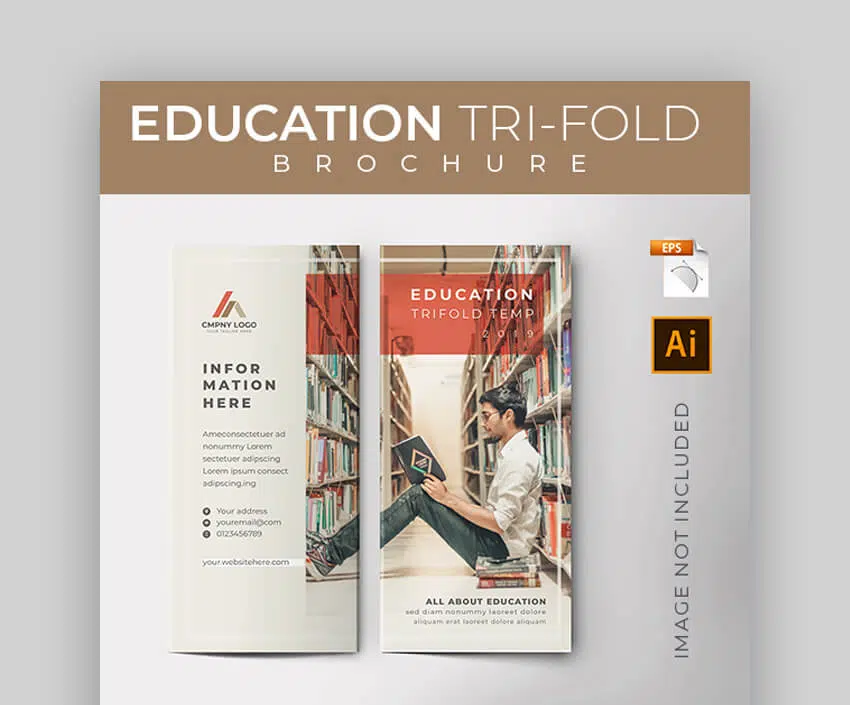 EDUCATION TRI-FOLD
BROCHURE
CMPNY LOGO
YOUR TAGLINE HERE
INFOR
MATION
HERE
Ameconsectetuer ad
nonummy Lorem
sectetuer adipscing
Lorem ipsum consect
adipscing.ing
Your address
youremail@com
0123456789
your.websitehere.com
EDUCATION
TRIFOLD TEMP
2019
ALL ABOUT EDUCATION
sed diam nonummy laoreet dolore
aliquam erat laoreet dolore aliquam
EPS
Ai
IMAGE NOT INCLUDED